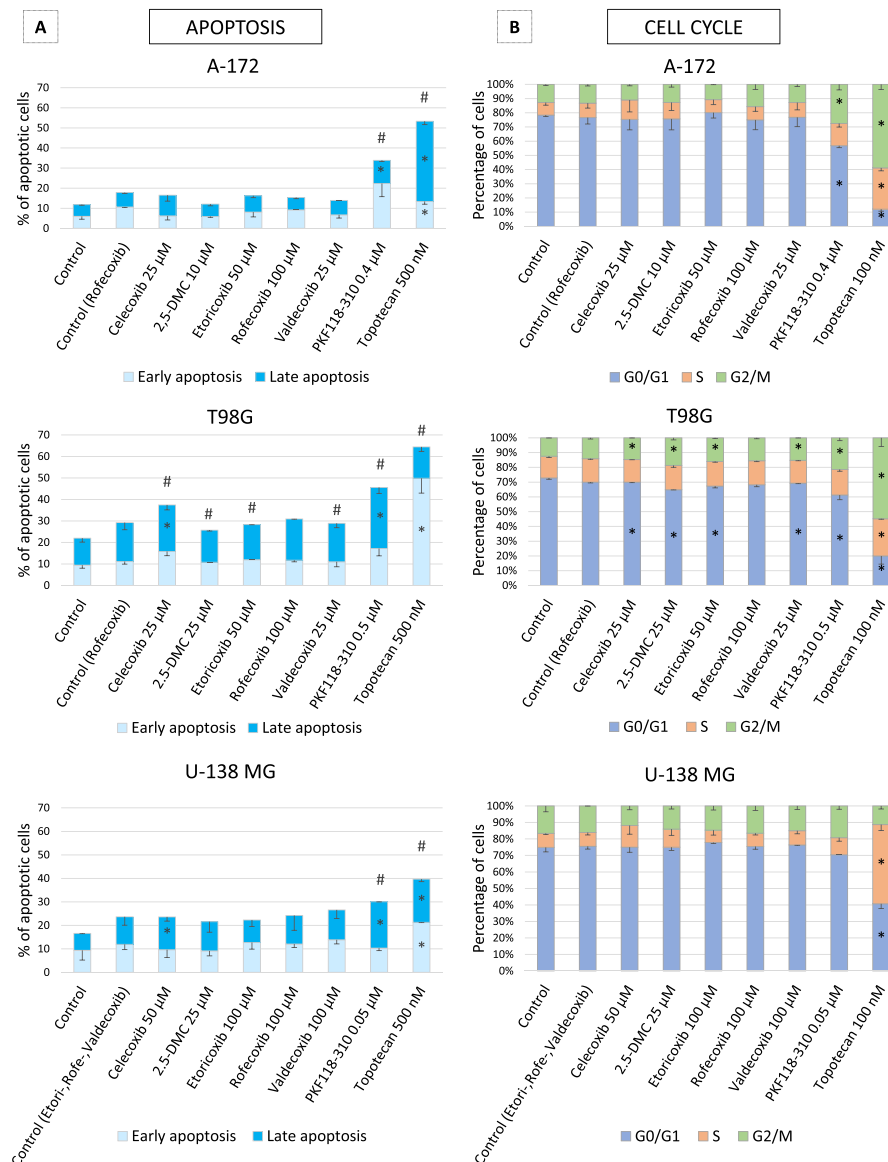 A
APOPTOSIS
A-172
% of apoptotic cells
70
60
50
40
30
20
10
0
#
#
*
*
*
Control
Control (Rofecoxib)
Celecoxib 25 µM
2,5-DMC 10 µM
Etoricoxib 50 µM
Rofecoxib 100 µM
Valdecoxib 25 µM
PKF118-310 0.4 µM
Topotecan 500 nM
Early apoptosis
Late apoptosis
T98G
% of apoptotic cells
70
60
50
40
30
20
10
0
#
#
#
#
#
#
*
*
*
Control
Control (Rofecoxib)
Celecoxib 25 µM
2.5-DMC 25 µM
Etoricoxib 50 µM
Rofecoxib 100 µM
Valdecoxib 25 µM
PKF118-310 0.5 µM
Topotecan 500 nM
Early apoptosis
Late apoptosis
U-138 MG
% of apoptotic cells
70
60
50
40
30
20
10
0
#
#
*
*
*
*
Control
Control (Etori-,Rofe-,Valdecoxib)
Celecoxib 50 µM
2.5-DMC 25 µM
Etoricoxib 100 µM
Rofecoxib 100 µM
Valdecoxib 100 µM
PKF118-310 0.05 µM
Topotecan 500 nM
Early apoptosis
Late apoptosis
B
CELL CYCLE
A-172
Percentage of cells
100%
90%
80%
70%
60%
50%
40%
30%
20%
10%
0%
*
*
*
*
*
Control
Control (Rofecoxib)
Celecoxib 25 µM
2,5-DMC 10 µM
Etoricoxib 50 µM
Rofecoxib 100 µM
Valdecoxib 25 µM
PKF118-310 0.4 µM
Topotecan 100 nM
G0/G1
S
G2/M
T98G
Percentage of cells
100%
90%
80%
70%
60%
50%
40%
30%
20%
10%
0%
*
*
*
*
*
*
*
*
*
*
*
*
*
Control
Control (Rofecoxib)
Celecoxib 25 µM
2.5-DMC 25 µM
Etoricoxib 50 µM
Rofecoxib 100 µM
Valdecoxib 25 µM
PKF118-310 0.5 µM
Topotecan 100 nM
G0/G1
S
G2/M
U-138 MG
Percentage of cells
100%
90%
80%
70%
60%
50%
40%
30%
20%
10%
0%
*
*
Control
Control (Etori-,Rofe-,Valdecoxib)
Celecoxib 50 µM
2.5-DMC 25 µM
Etoricoxib 100 µM
Rofecoxib 100 µM
Valdecoxib 100 µM
PKF118-310 0.05 µM
Topotecan 100 nM
G0/G1
S
G2/M